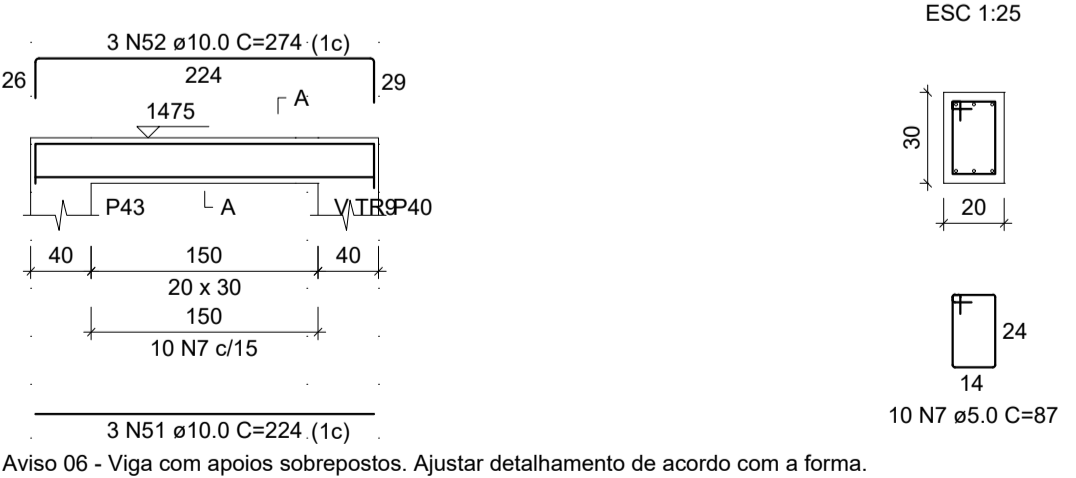 ESC 1:25
3 N52 ø10.0 C=274 (1c)
26
224
29
A
1475
30
P43
A
V TR9
P40
20
40
150
40
20 x 30
150
10 N7 c/15
24
14
10 N7 ø5.0 C=87
3 N51 ø10.0 C=224 (1c)
Aviso 06 - Viga com apoios sobrepostos. Ajustar detalhamento de acordo com a forma.